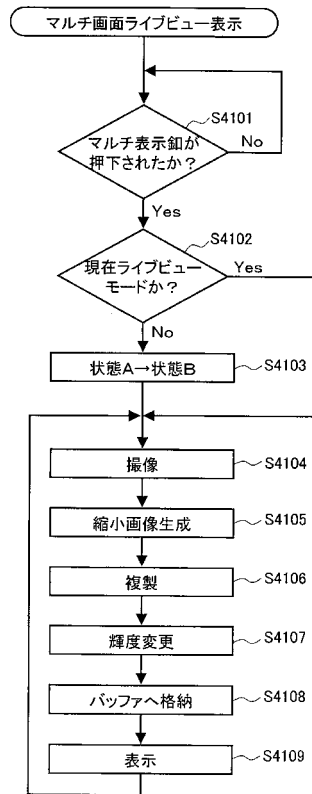 マルチ画面ライブビュー表示
S4101
マルチ表示釦が
押下されたか？
No
Yes
S4102
現在ライブビュー
モードか？
Yes
No
状態A→状態B
S4103
撮像
S4104
縮小画像生成
S4105
複製
S4106
輝度変更
S4107
バッファへ格納
S4108
表示
S4109